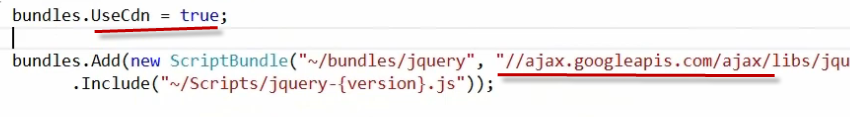 bundles.UseCdn = true;
bundles.Add(new ScriptBundle("~/bundles/jquery", "//ajax.googleapis.com/ajax/libs/jqu
.Include("~/Scripts/jquery-{version}.js"));